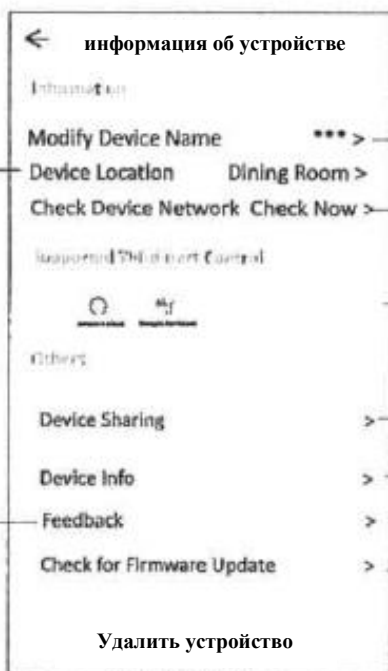 информация об устройстве
Information
Modify Device Name *** >
Device Location Dining Room >
Check Device Network Check Now >
Control
Others
Device Sharing >
Device Info >
Feedback >
Check for Firmware Update >
Удалить устройство